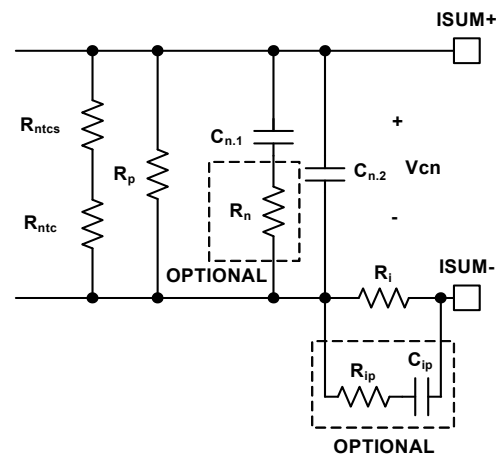 ISUM+
Rntcs
Cn.1
+
Rp
Cn.2
Vcn
Rntc
Rn
-
OPTIONAL
Ri
ISUM-
Rip
Cip
OPTIONAL